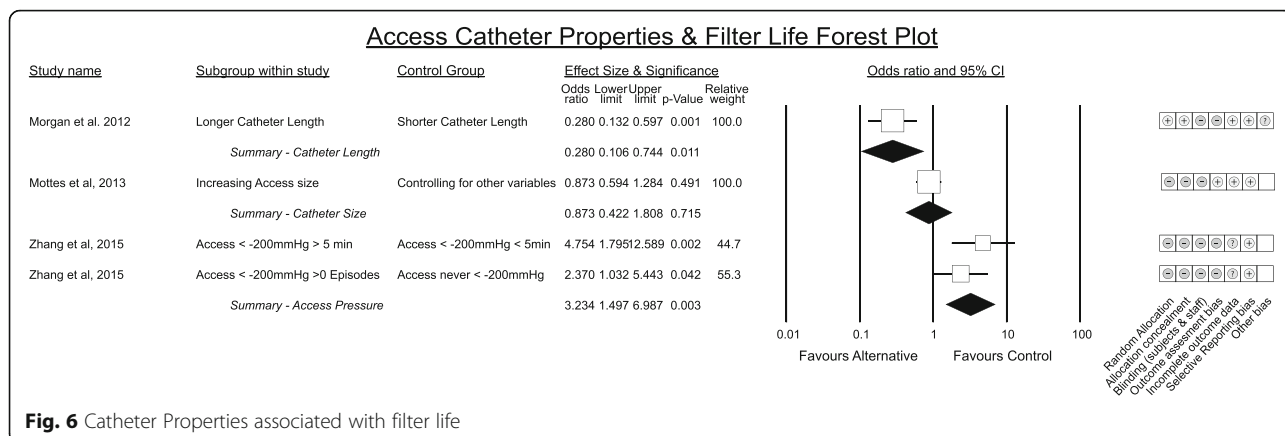 Access Catheter Properties & Filter Life Forest Plot
Study name Subgroup within study Control Group Effect Size & Significance Odds ratio and 95% CI
Odds ratio Lower limit Upper limit p-Value Relative weight
Morgan et al. 2012 Longer Catheter Length Shorter Catheter Length 0.280 0.132 0.597 0.001 100.0 + + - - + + ?
Summary - Catheter Length 0.280 0.106 0.744 0.011
Mottes et al, 2013 Increasing Access size Controlling for other variables 0.873 0.594 1.284 0.491 100.0 - - - + + +
Summary - Catheter Size 0.873 0.422 1.808 0.715
Zhang et al, 2015 Access < -200mmHg > 5 min Access < -200mmHg < 5min 4.754 1.795 12.589 0.002 44.7 - - - - ? +
Zhang et al, 2015 Access < -200mmHg >0 Episodes Access never < -200mmHg 2.370 1.032 5.443 0.042 55.3 - - - - ? +
Summary - Access Pressure 3.234 1.497 6.987 0.003
0.01 0.1 1 10 100
Favours Alternative Favours Control
Random Allocation
Allocation concealment
Blinding (subjects & staff)
Outcome assesment bias
Incomplete outcome data
Selective Reporting bias
Other bias
Fig. 6 Catheter Properties associated with filter life